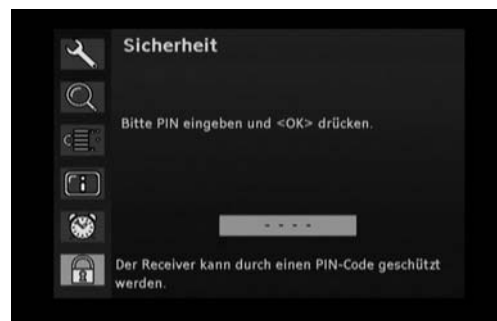 Sicherheit
Bitte PIN eingeben und <OK> drücken.
- - - -
Der Receiver kann durch einen PIN-Code geschützt
werden.